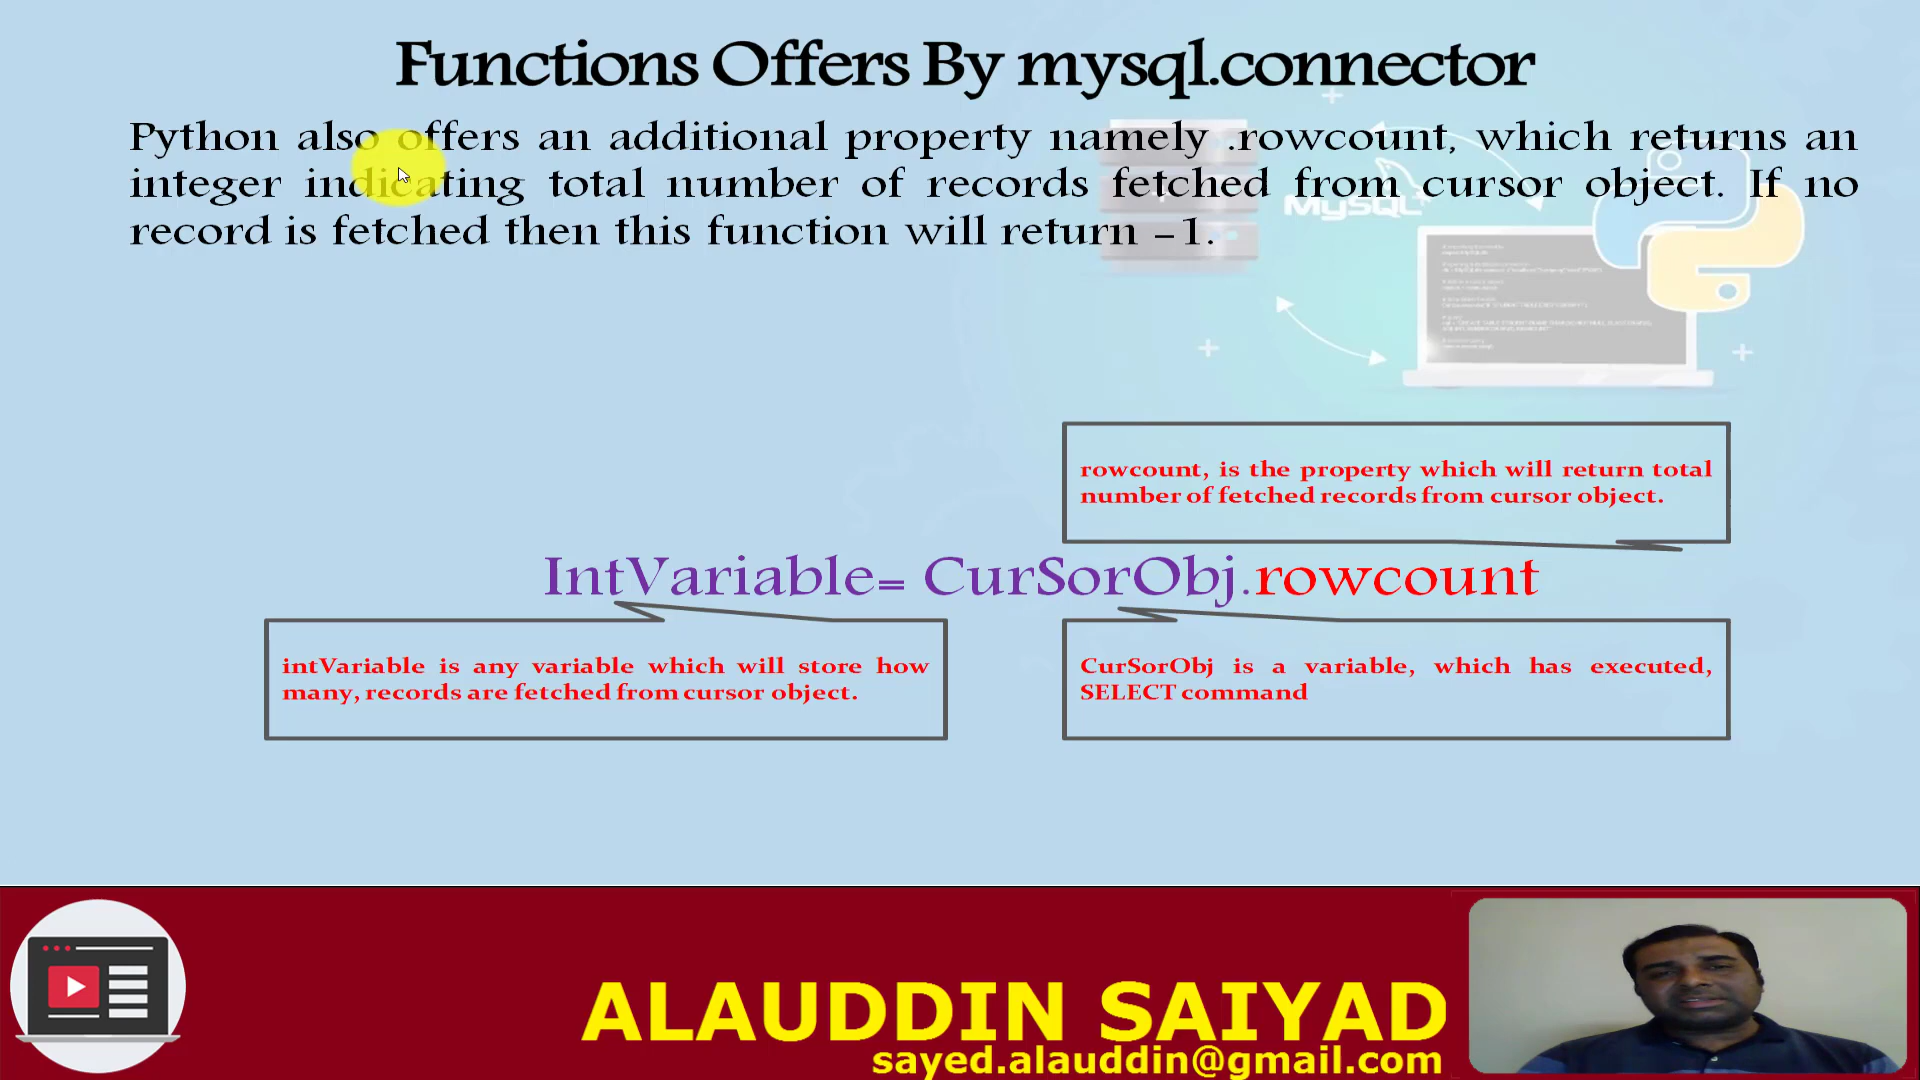 Functions Offers By mysql.connector
Python also offers an additional property namely .rowcount, which returns an
integer indicating total number of records fetched from cursor object. If no
record is fetched then this function will return –1.
MySQL
rowcount, is the property which will return total
number of fetched records from cursor object.
IntVariable= CurSorObj.rowcount
intVariable is any variable which will store how
many, records are fetched from cursor object.
CurSorObj is a variable, which has executed,
SELECT command
ALAUDDIN SAIYAD
sayed.alauddin@gmail.com